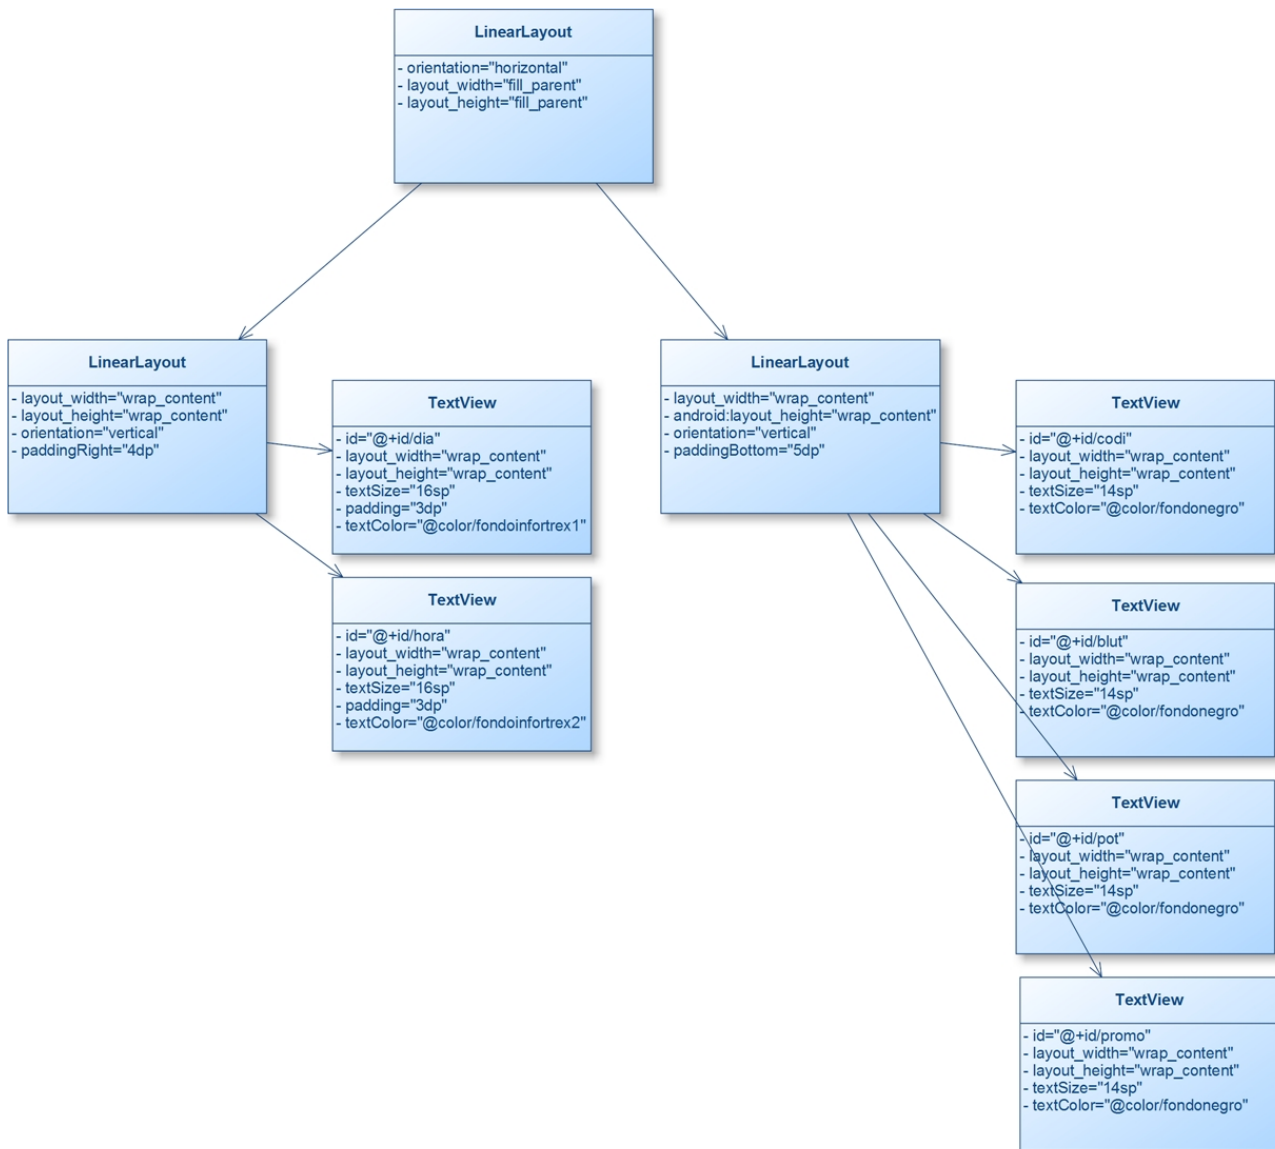 LinearLayout
- orientation="horizontal"
- layout_width="fill_parent"
- layout_height="fill_parent"
LinearLayout
- layout_width="wrap_content"
- layout_height="wrap_content"
- orientation="vertical"
- paddingRight="4dp"
TextView
- id="@+id/dia"
- layout_width="wrap_content"
- layout_height="wrap_content"
- textSize="16sp"
- padding="3dp"
- textColor="@color/fondoinfortrex1"
TextView
- id="@+id/hora"
- layout_width="wrap_content"
- layout_height="wrap_content"
- textSize="16sp"
- padding="3dp"
- textColor="@color/fondoinfortrex2"
LinearLayout
- layout_width="wrap_content"
- android:layout_height="wrap_content"
- orientation="vertical"
- paddingBottom="5dp"
TextView
- id="@+id/codi"
- layout_width="wrap_content"
- layout_height="wrap_content"
- textSize="14sp"
- textColor="@color/fondonegro"
TextView
- id="@+id/blut"
- layout_width="wrap_content"
- layout_height="wrap_content"
- textSize="14sp"
- textColor="@color/fondonegro"
TextView
- id="@+id/pot"
- layout_width="wrap_content"
- layout_height="wrap_content"
- textSize="14sp"
- textColor="@color/fondonegro"
TextView
- id="@+id/promo"
- layout_width="wrap_content"
- layout_height="wrap_content"
- textSize="14sp"
- textColor="@color/fondonegro"